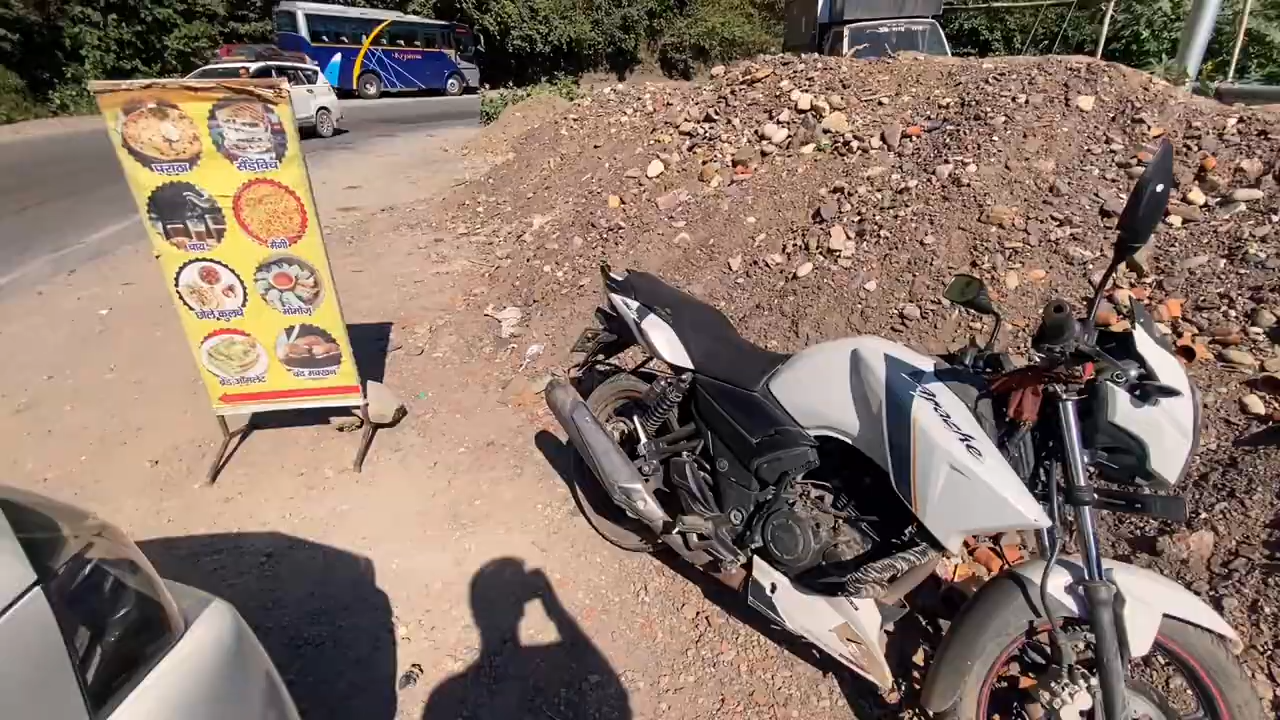 पराठा
सैंडविच
चाय
मैगी
छोले कुलचे
मोमोज
ब्रेड ऑमलेट
बंद मक्खन
apache